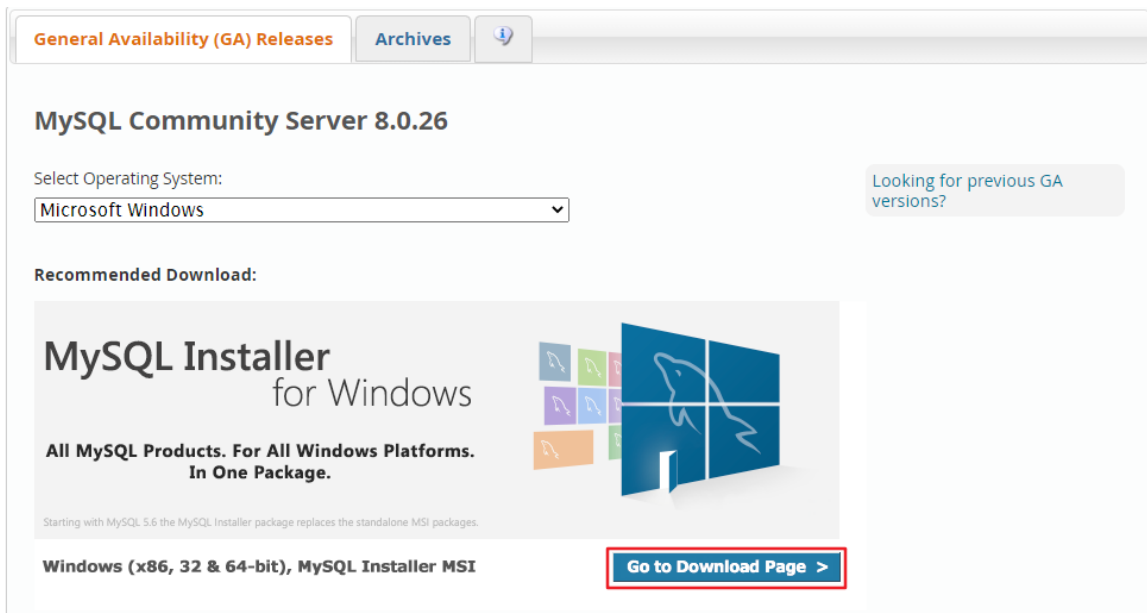 General Availability (GA) Releases
Archives
MySQL Community Server 8.0.26
Select Operating System:
Microsoft Windows
Looking for previous GA
versions?
Recommended Download:
MySQL Installer
for Windows
All MySQL Products. For All Windows Platforms.
In One Package.
Starting with MySQL 5.6 the MySQL Installer package replaces the standalone MSI packages.
Windows (x86, 32 & 64-bit), MySQL Installer MSI
Go to Download Page >